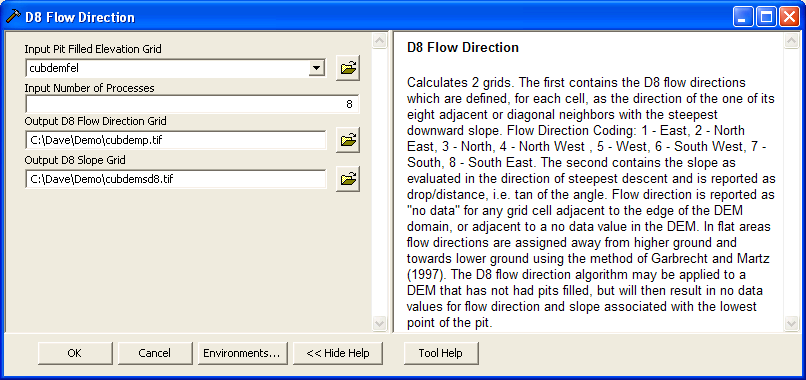 D8 Flow Direction
Input Pit Filled Elevation Grid
cubdemfel
Input Number of Processes
8
Output D8 Flow Direction Grid
C:\Dave\Demo\cubdemp.tif
Output D8 Slope Grid
C:\Dave\Demo\cubdemsd8.tif
D8 Flow Direction
Calculates 2 grids. The first contains the D8 flow directions
which are defined, for each cell, as the direction of the one of its
eight adjacent or diagonal neighbors with the steepest
downward slope. Flow Direction Coding: 1 - East, 2 - North
East, 3 - North, 4 - North West , 5 - West, 6 - South West, 7 -
South, 8 - South East. The second contains the slope as
evaluated in the direction of steepest descent and is reported as
drop/distance, i.e. tan of the angle. Flow direction is reported as
"no data" for any grid cell adjacent to the edge of the DEM
domain, or adjacent to a no data value in the DEM. In flat areas
flow directions are assigned away from higher ground and
towards lower ground using the method of Garbrecht and Martz
(1997). The D8 flow direction algorithm may be applied to a
DEM that has not had pits filled, but will then result in no data
values for flow direction and slope associated with the lowest
point of the pit.
OK
Cancel
Environments...
<< Hide Help
Tool Help